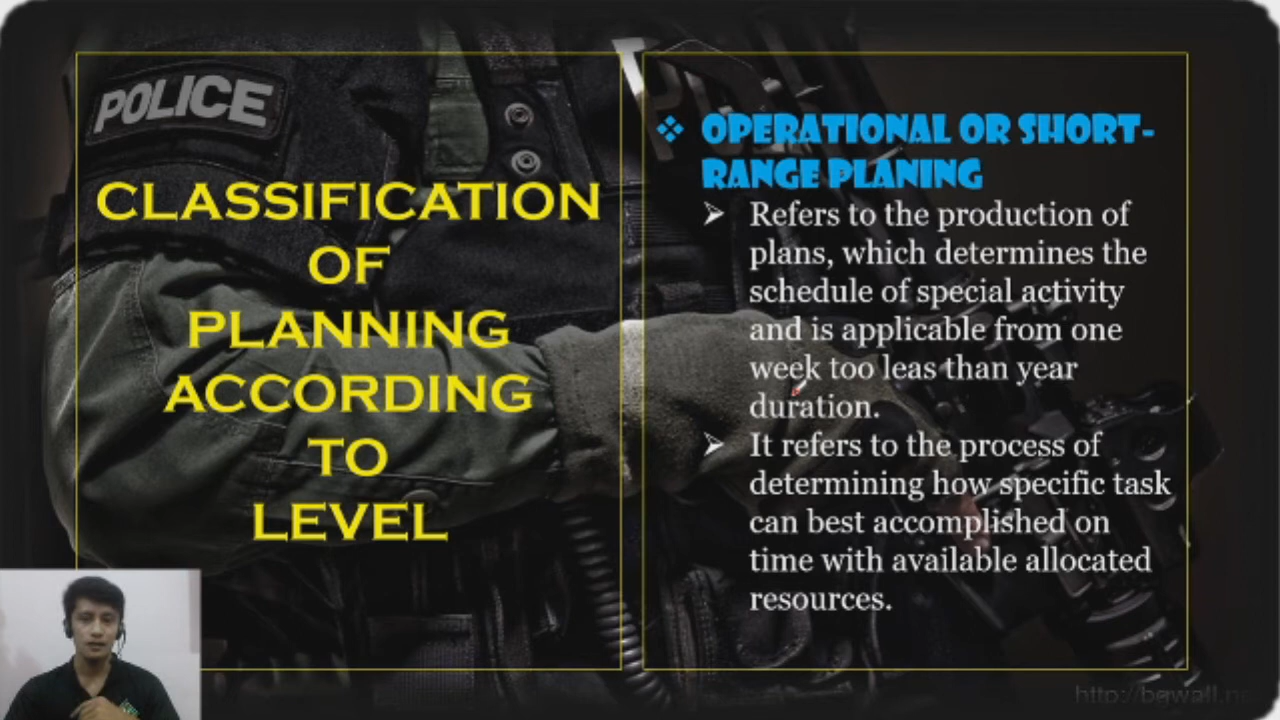 POLICE
CLASSIFICATION
OF
PLANNING
ACCORDING
TO
LEVEL
❖ OPERATIONAL OR SHORT-
RANGE PLANING
➢ Refers to the production of
plans, which determines the
schedule of special activity
and is applicable from one
week too leas than year
duration.
➢ It refers to the process of
determining how specific task
can best accomplished on
time with available allocated
resources.